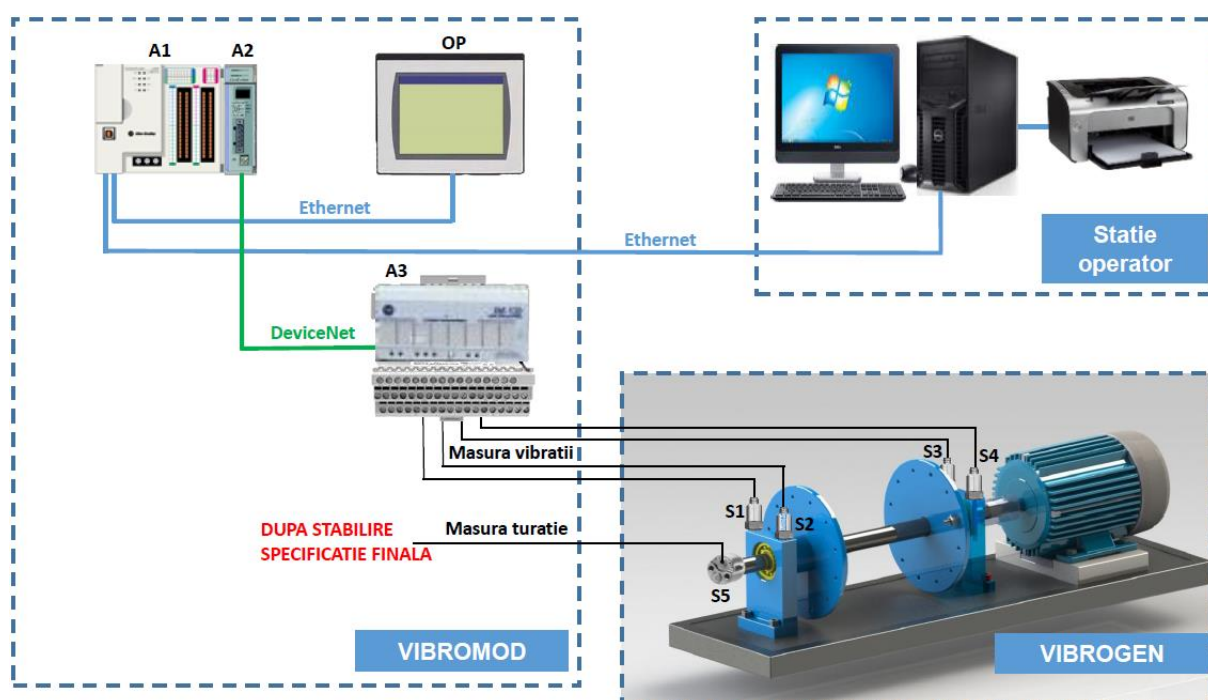 A1
A2
OP
Ethernet
Ethernet
Statie
operator
A3
DeviceNet
Masura vibratii
S1
S2
S3
S4
DUPA STABILIRE
SPECIFICATIE FINALA
Masura turatie
S5
VIBROMOD
VIBROGEN